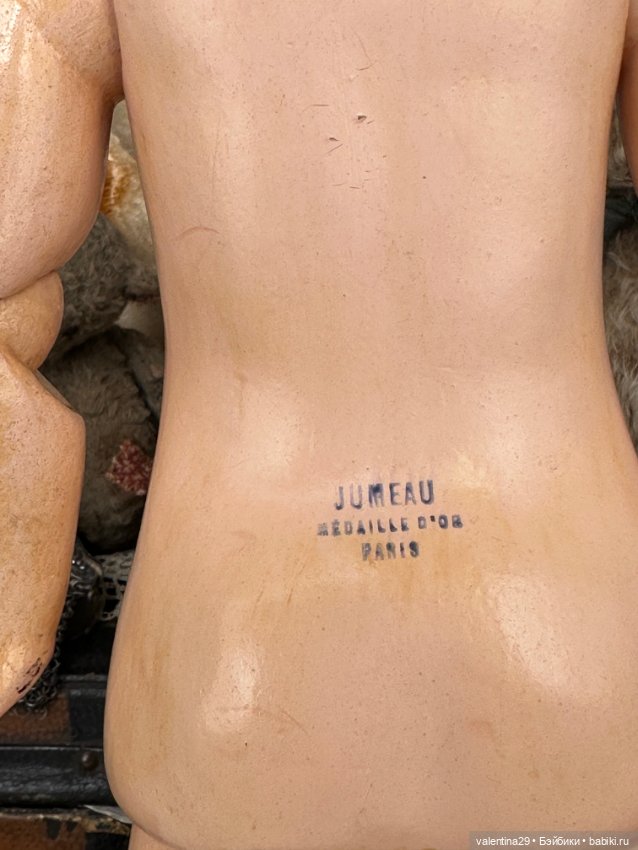 JUMEAU
MÉDAILLE D'OR
PARIS
valentina29 • Бэйбики • babiki.ru